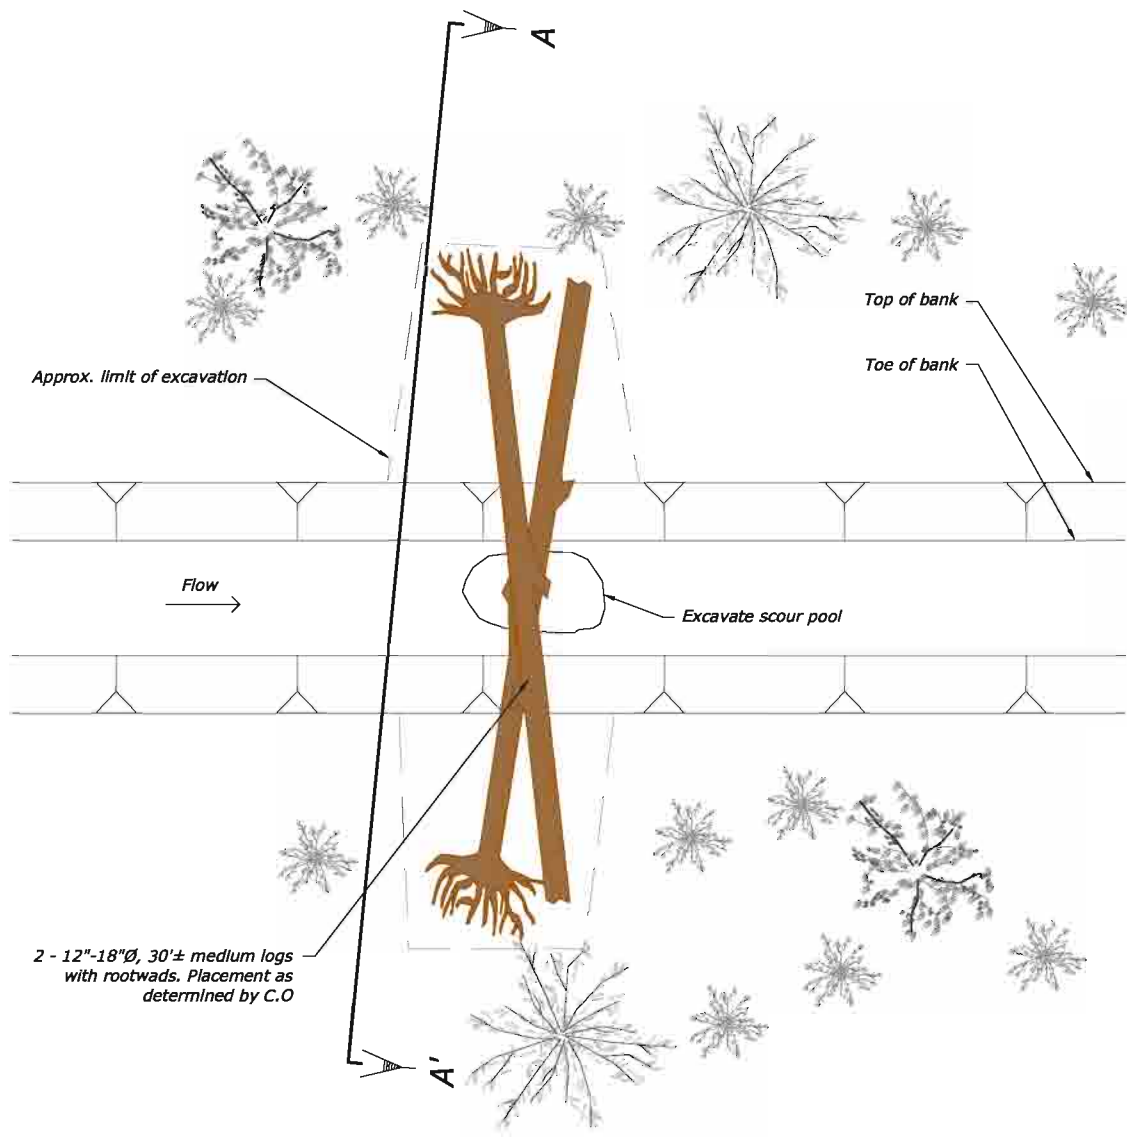 A
Top of bank
Toe of bank
Approx. limit of excavation
Flow
Excavate scour pool
2 - 12"-18"Ø, 30'± medium logs
with rootwads. Placement as
determined by C.O
A'